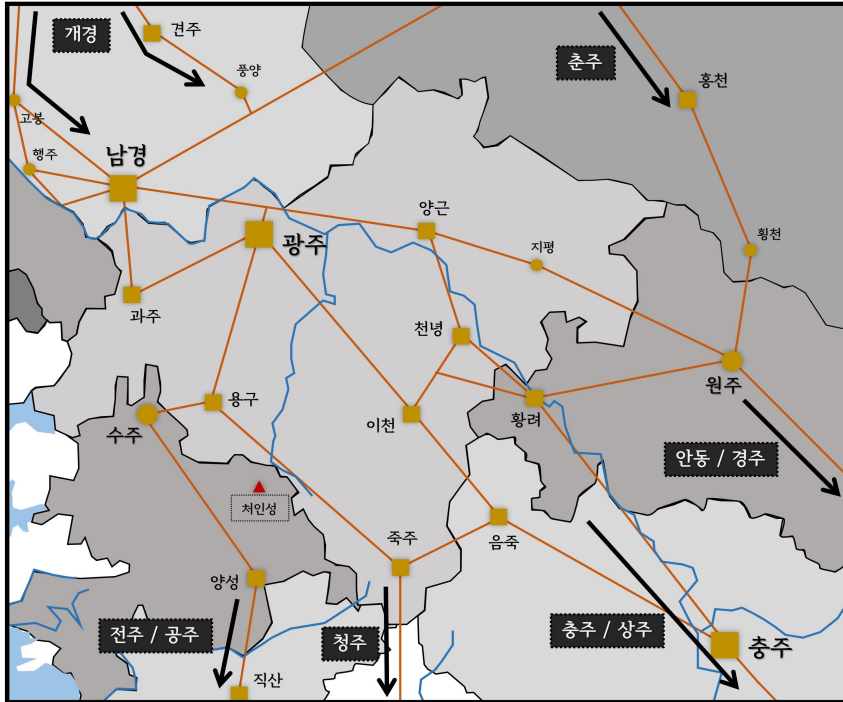 개경
견주
풍양
춘주
홍천
고봉
행주
남경
광주
양근
지평
횡천
과주
천녕
원주
용구
수주
이천
황려
안동 / 경주
처인성
죽주
음죽
양성
전주 / 공주
청주
충주 / 상주
충주
직산